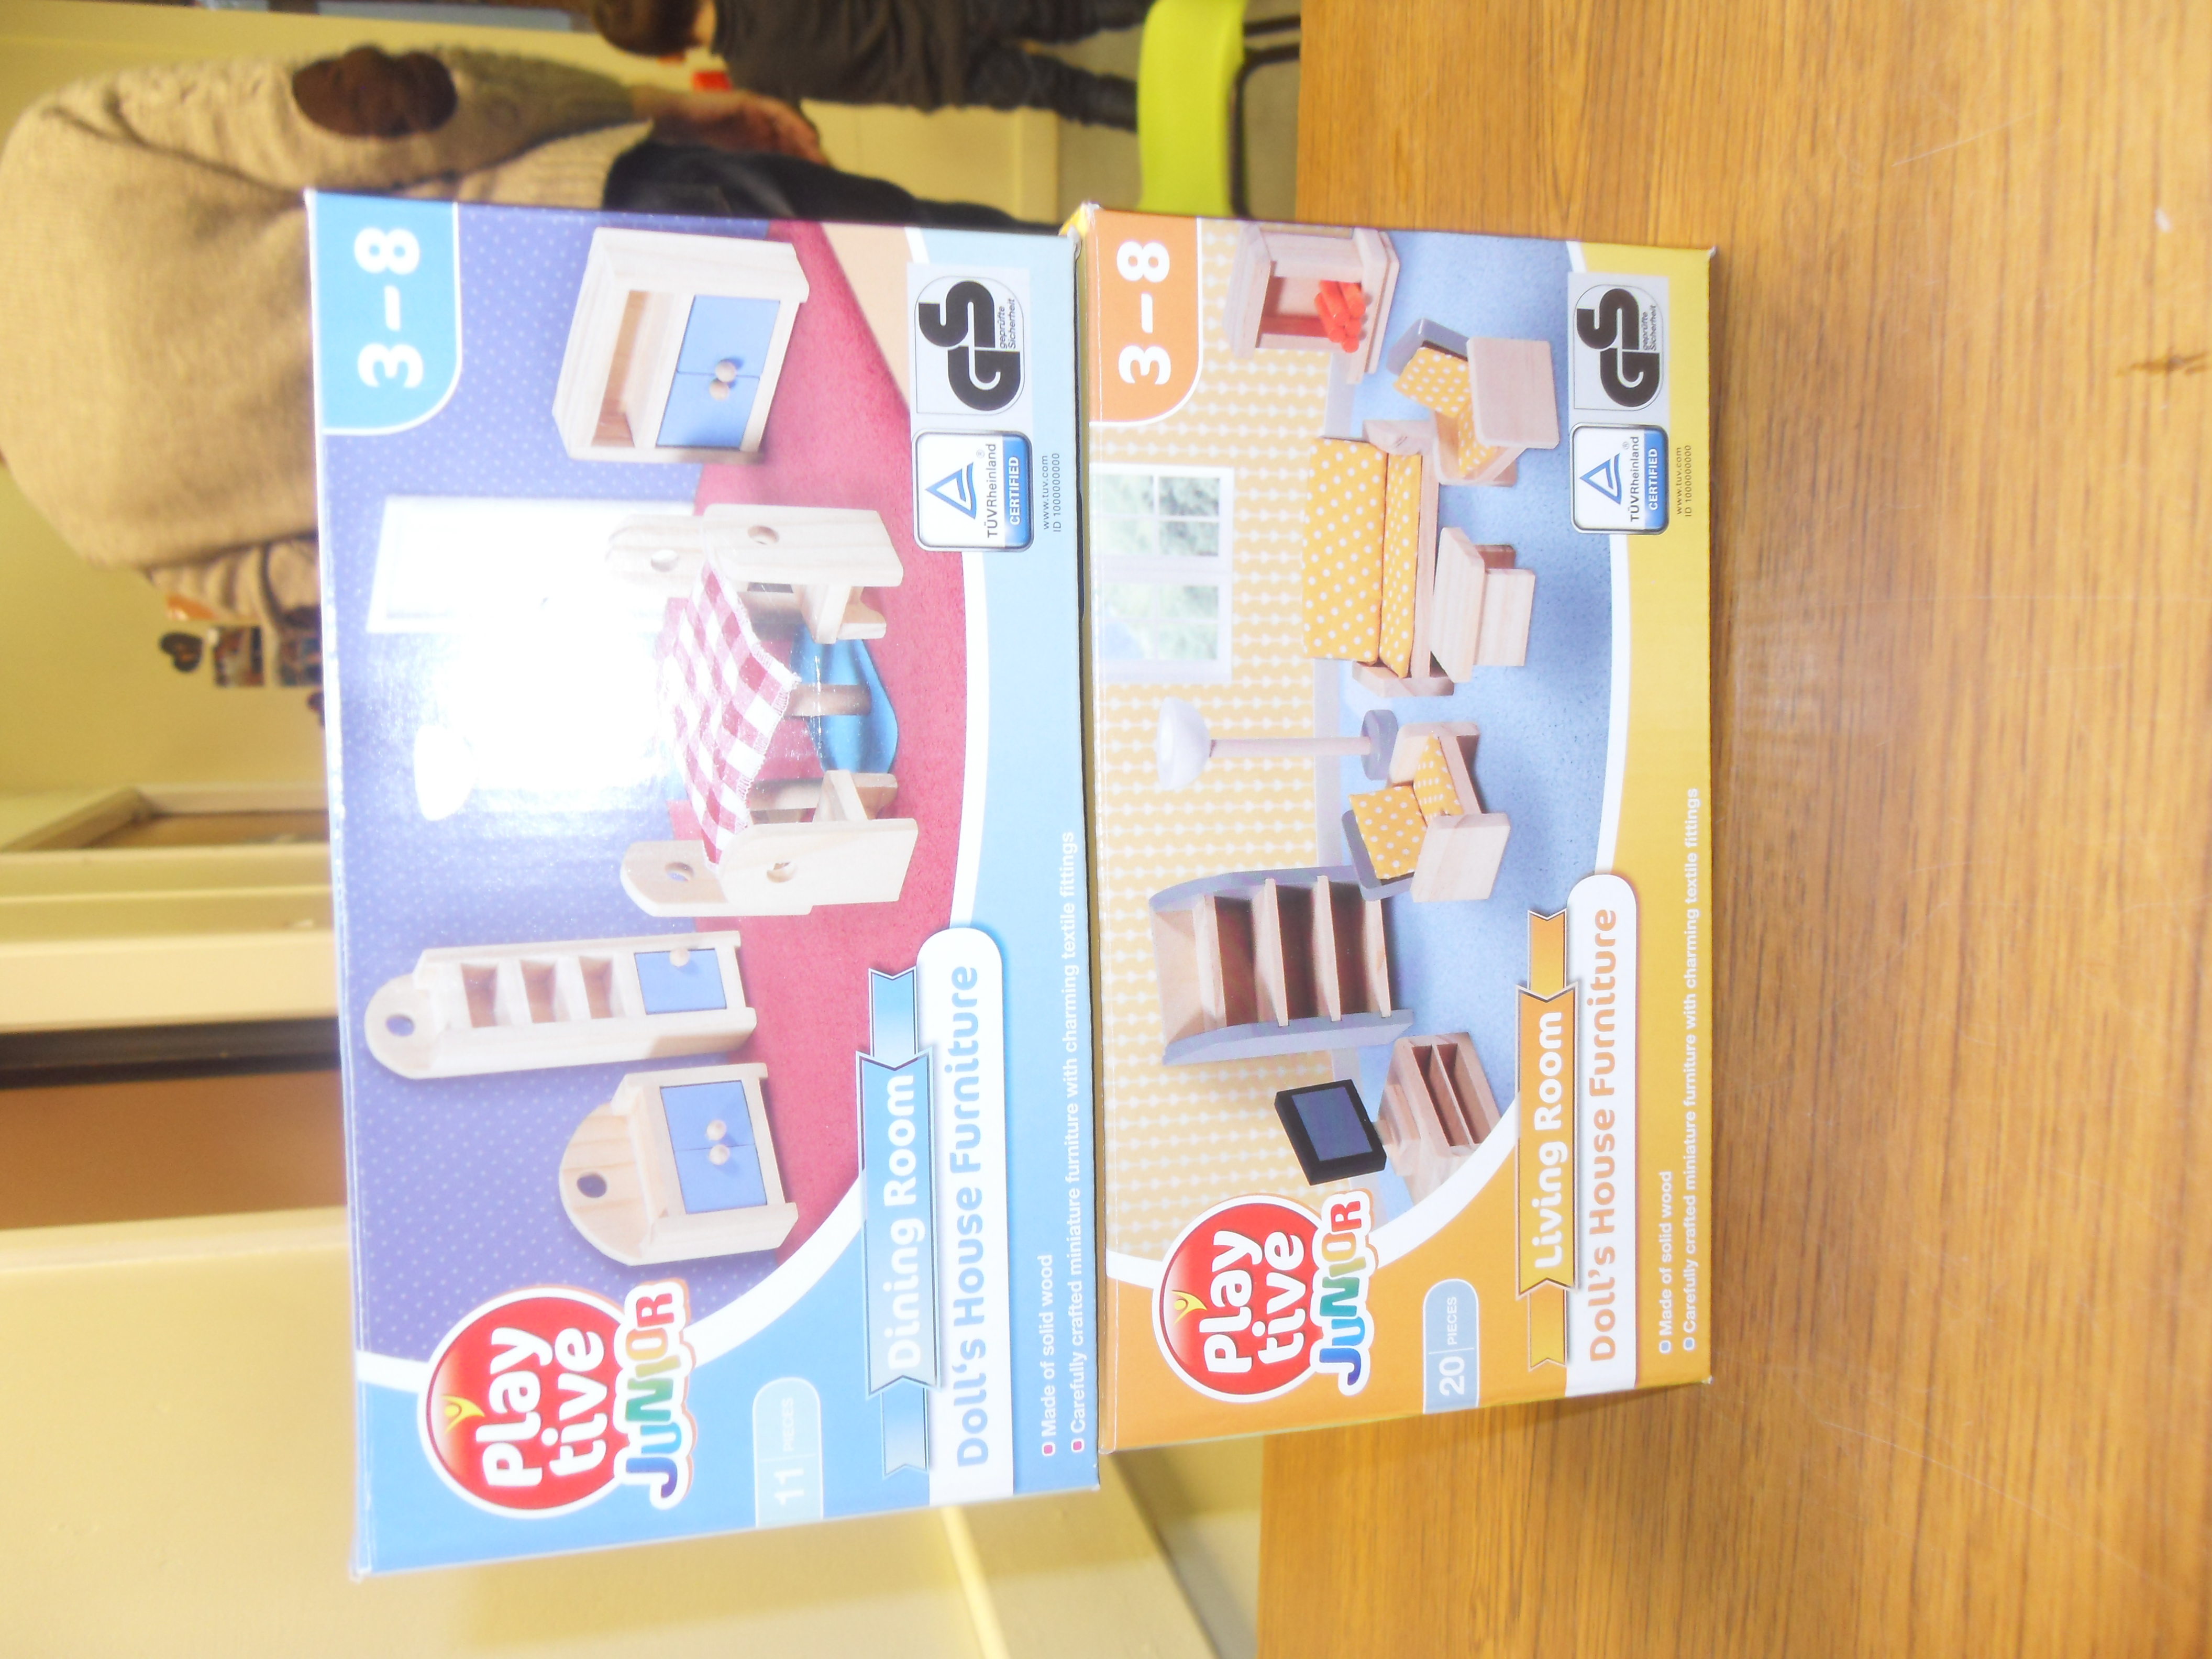 3-8
GS
geprüfte
Sicherheit
TÜVRheinland®
CERTIFIED
www.tuv.com
ID 1000000000
Play
tive
JUNIOR
11 PIECES
Dining Room
Doll's House Furniture
Made of solid wood
Carefully crafted miniature furniture with charming textile fittings
3-8
GS
geprüfte
Sicherheit
TÜVRheinland®
CERTIFIED
www.tuv.com
ID 1000000000
Play
tive
JUNIOR
20 PIECES
Living Room
Doll's House Furniture
Made of solid wood
Carefully crafted miniature furniture with charming textile fittings